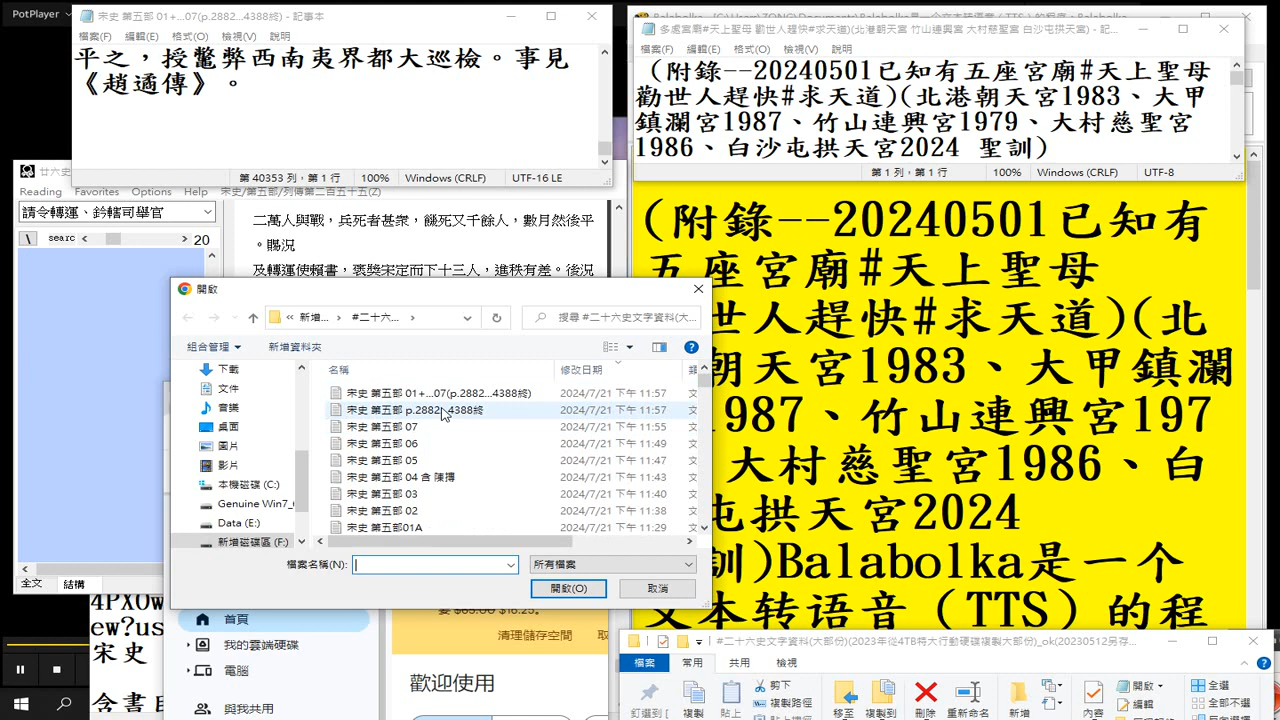 PotPlayer
宋史 第五部 01+...07(p.2882...4388終) - 記事本
檔案(F) 編輯(E) 格式(O) 檢視(V) 說明
平之，授鼈弊西南夷界都大巡檢。事見
《趙遹傳》。
第 40353 列，第 1 行 100% Windows (CRLF) UTF-16 LE
多處宮廟#天上聖母 勸世人趕快#求天道)(北港朝天宮 竹山連興宮 大村慈聖宮 白沙屯拱天宮) - 記...
檔案(F) 編輯(E) 格式(O) 檢視(V) 說明
(附錄--20240501已知有五座宮廟#天上聖母
勸世人趕快#求天道)(北港朝天宮1983、大甲
鎮瀾宮1987、竹山連興宮1979、大村慈聖宮
1986、白沙屯拱天宮2024 聖訓)
第 1 列，第 1 行 100% Windows (CRLF) UTF-8
廿六史
Reading Favorites Options Help
宋史/第五部/列傳第二百五十五(Z)
請令轉運、鈐轄司舉官
\ searc 20
二萬人與戰，兵死者甚衆，餓死又千餘人，數月然後平
。賜況
及轉運使賴書，褒獎宋定而下十三人，進秩有差。後況
全文 結構
(附錄--20240501已知有
五座宮廟#天上聖母
世人趕快#求天道)(北
朝天宮1983、大甲鎮瀾
1987、竹山連興宮197
大村慈聖宮1986、白
屯拱天宮2024
訓)Balabolka是一个
文本转语音（TTS）的程
開啟
« 新增... #二十六...
搜尋 #二十六史文字資料(大...
組合管理 新增資料夾
名稱 修改日期
下載
文件
音樂
桌面
圖片
影片
本機磁碟 (C:)
Genuine Win7_
Data (E:)
新增磁碟區 (F:)
宋史 第五部 01+...07(p.2882...4388終) 2024/7/21 下午 11:57
宋史 第五部 p.2882...4388終 2024/7/21 下午 11:57
宋史 第五部 07 2024/7/21 下午 11:55
宋史 第五部 06 2024/7/21 下午 11:49
宋史 第五部 05 2024/7/21 下午 11:47
宋史 第五部 04 含 陳摶 2024/7/21 下午 11:43
宋史 第五部 03 2024/7/21 下午 11:40
宋史 第五部 02 2024/7/21 下午 11:38
宋史 第五部01A 2024/7/21 下午 11:29
檔案名稱(N): 所有檔案
開啟(O) 取消
4PXOw
ew?us
宋史
首頁
我的雲端硬碟
電腦
與我共用
清理儲存空間
歡迎使用
#二十六史文字資料(大部份)(2023年從4TB特大行動硬碟複製大部份)_ok(20230512另存...
檔案 常用 共用 檢視
釘選到 [ 複製 貼上 剪下 複製路徑 移至 複製到 刪除 重新命名 新增 內容 開啟 編輯 全選 全部不選